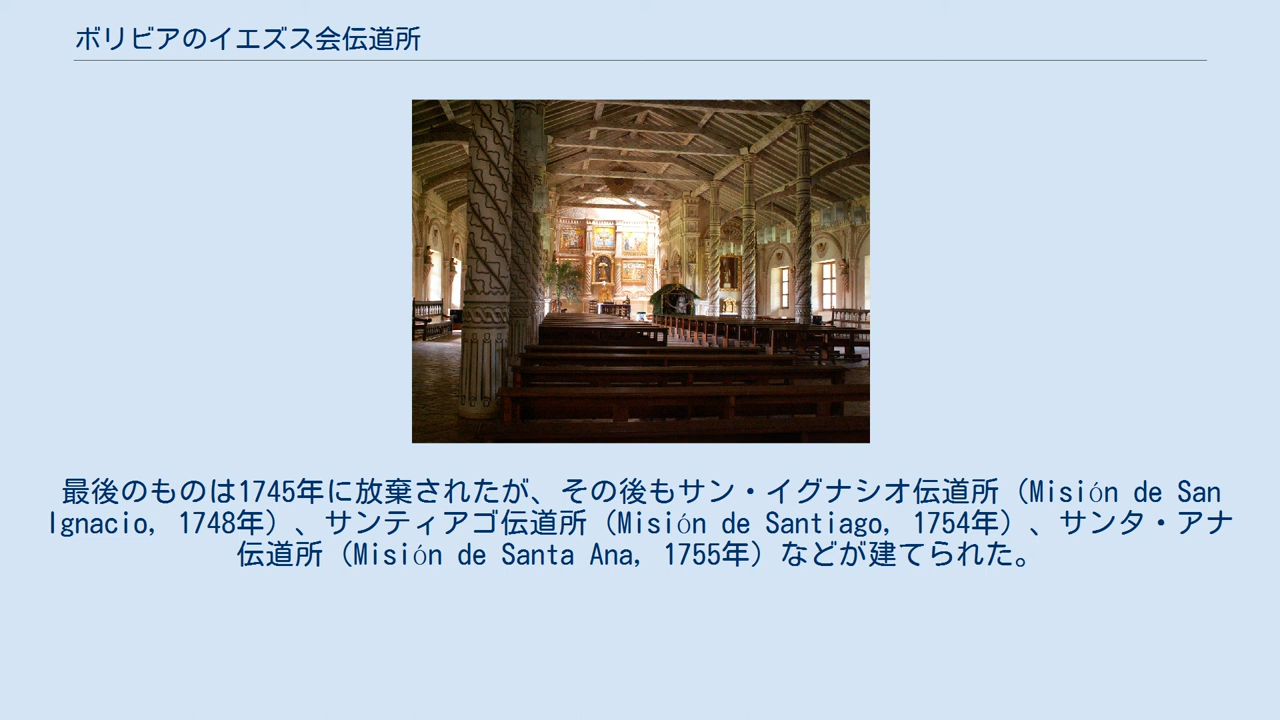 ボリビアのイエズス会伝道所
最後のものは1745年に放棄されたが、その後もサン・イグナシオ伝道所（Misión de San
Ignacio, 1748年）、サンティアゴ伝道所（Misión de Santiago, 1754年）、サンタ・アナ
伝道所（Misión de Santa Ana, 1755年）などが建てられた。